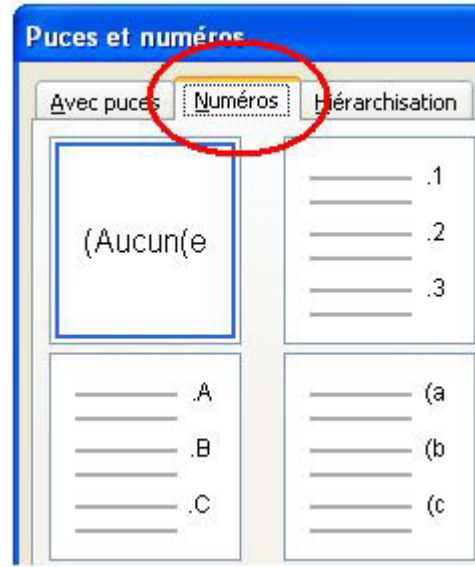 Puces et numéros
Avec puces Numéros Hiérarchisation
(Aucun(e
.1
.2
.3
.A
.B
.C
(a
(b
(c